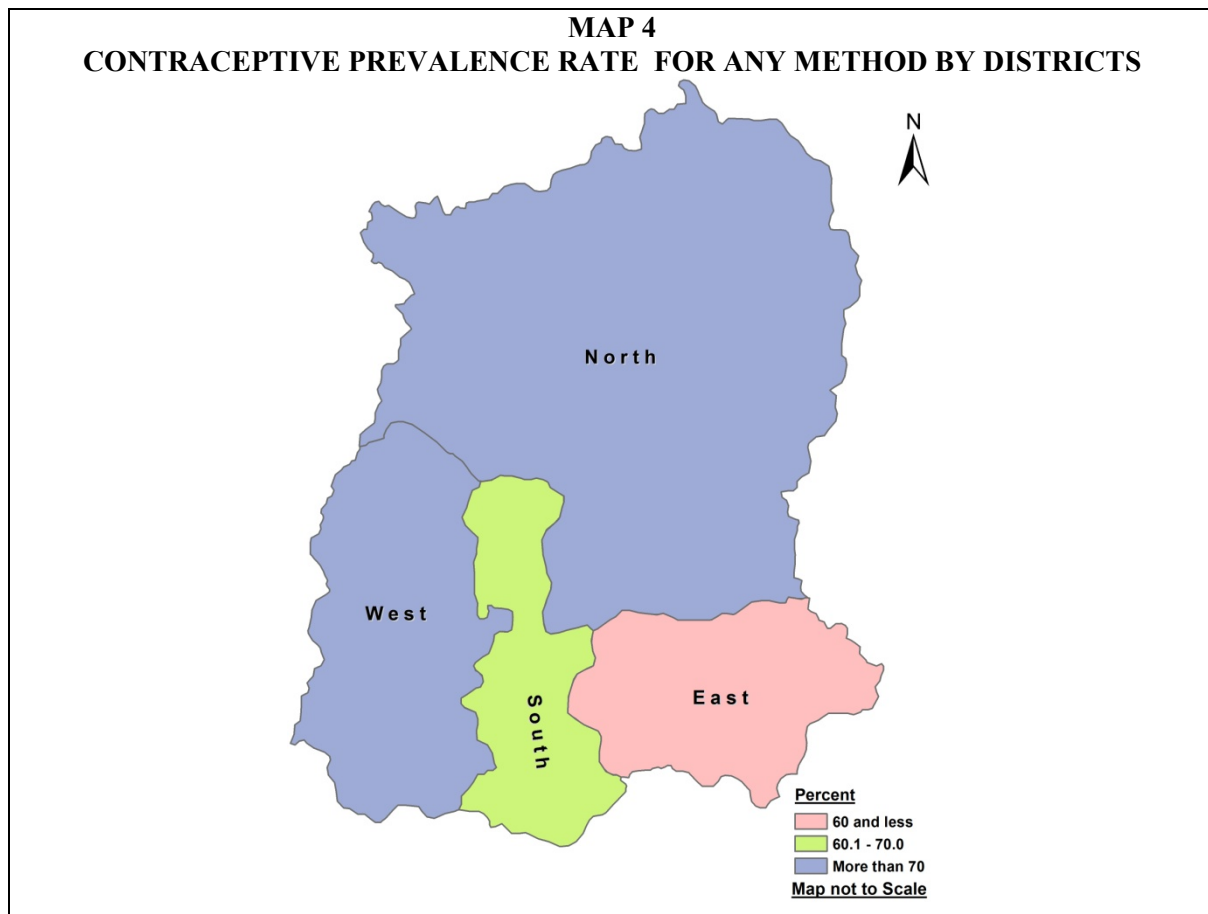 MAP 4
CONTRACEPTIVE PREVALENCE RATE FOR ANY METHOD BY DISTRICTS
N
North
West
South
East
Percent
60 and less
60.1 - 70.0
More than 70
Map not to Scale